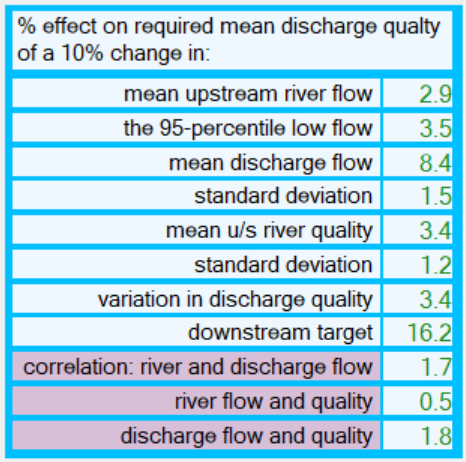 % effect on required mean discharge qualty
of a 10% change in:
mean upstream river flow 2.9
the 95-percentile low flow 3.5
mean discharge flow 8.4
standard deviation 1.5
mean u/s river quality 3.4
standard deviation 1.2
variation in discharge quality 3.4
downstream target 16.2
correlation: river and discharge flow 1.7
river flow and quality 0.5
discharge flow and quality 1.8